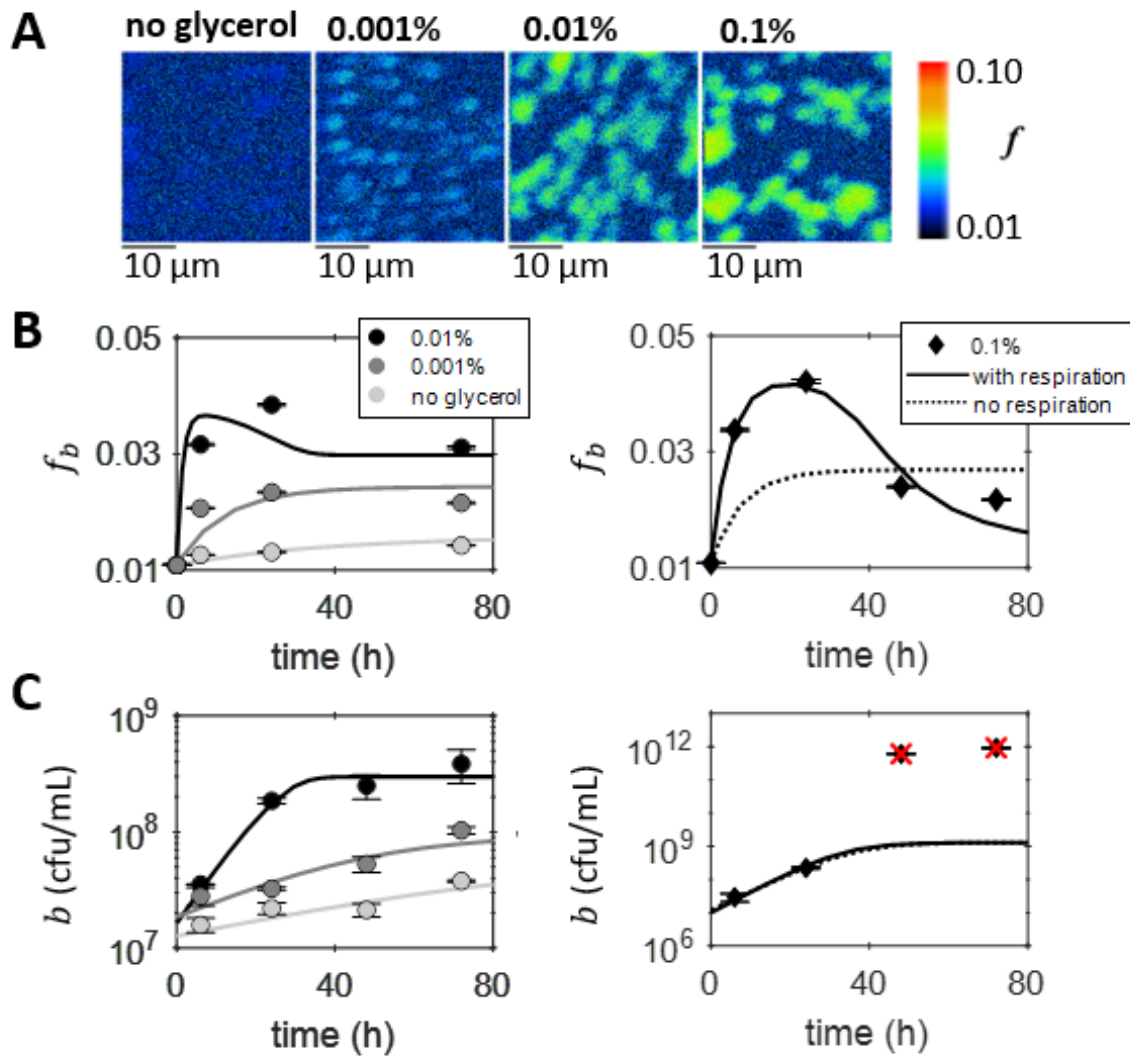 A
no glycerol 0.001% 0.01% 0.1%
0.10
f
0.01
10 μm 10 μm 10 μm 10 μm
B
0.05
0.03
0.01
f_b
0.01%
0.001%
no glycerol
0 40 80
time (h)
0.05
0.03
0.01
f_b
0.1%
with respiration
no respiration
0 40 80
time (h)
C
10^9
10^8
10^7
b (cfu/mL)
0 40 80
time (h)
10^12
10^9
10^6
b (cfu/mL)
0 40 80
time (h)